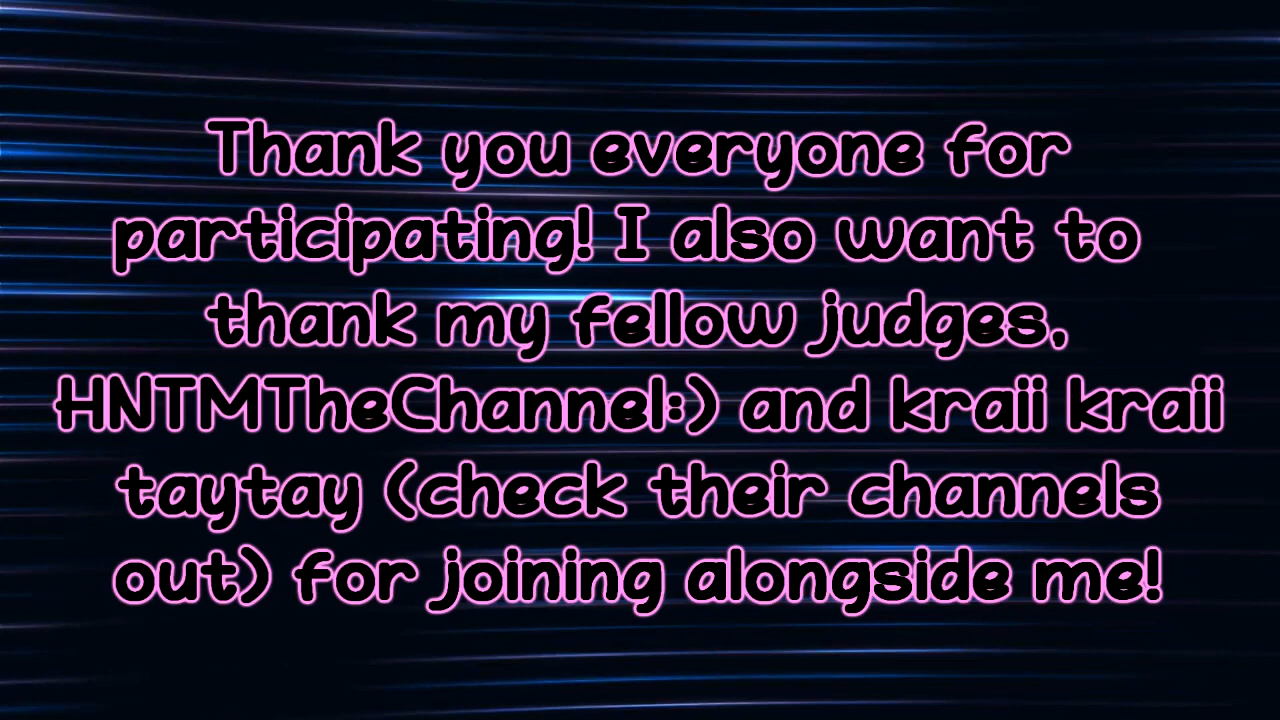 Thank you everyone for
participating! I also want to
thank my fellow judges,
HNTMTheChannel:) and kraii kraii
taytay (check their channels
out) for joining alongside me!